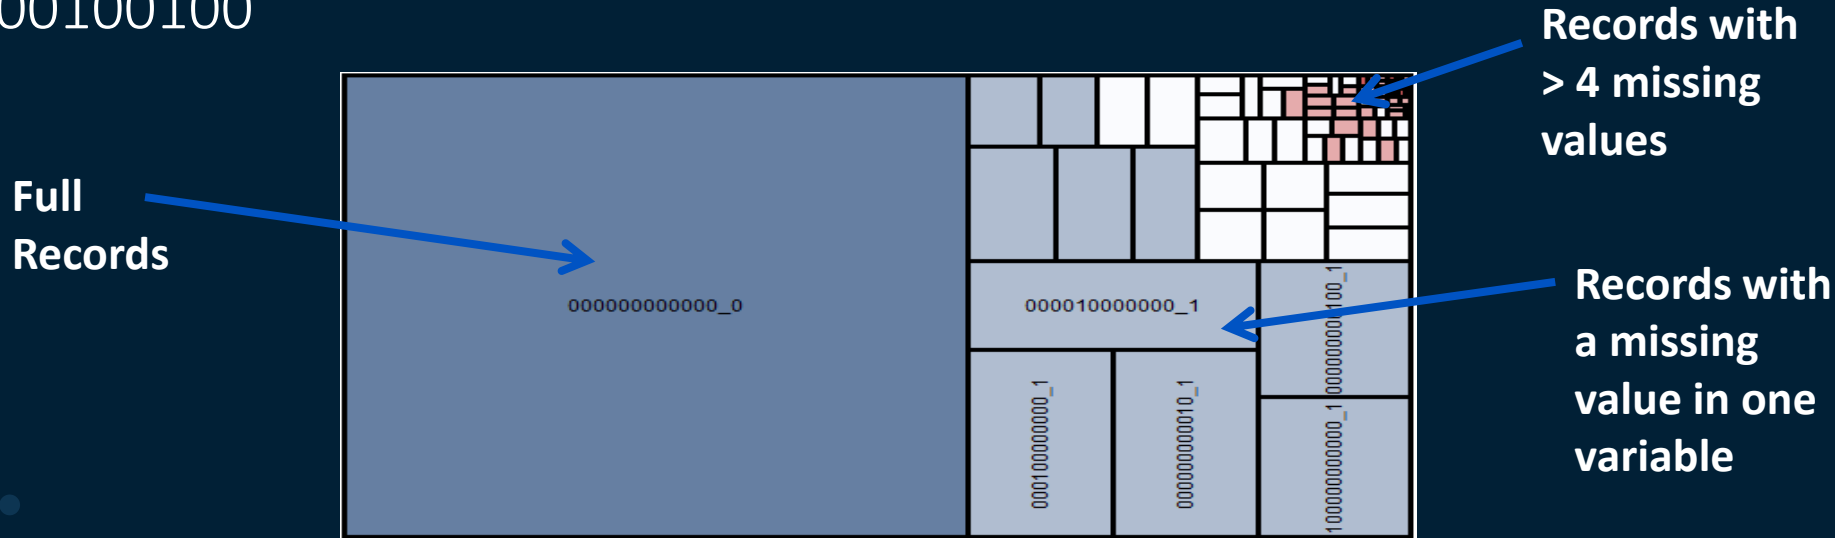 00100100
Records with
> 4 missing
values
Full
Records
000000000000_0
000010000000_1
000000000100_1
Records with
a missing
value in one
variable
000100000000_1
000000000010_1
100000000000_1